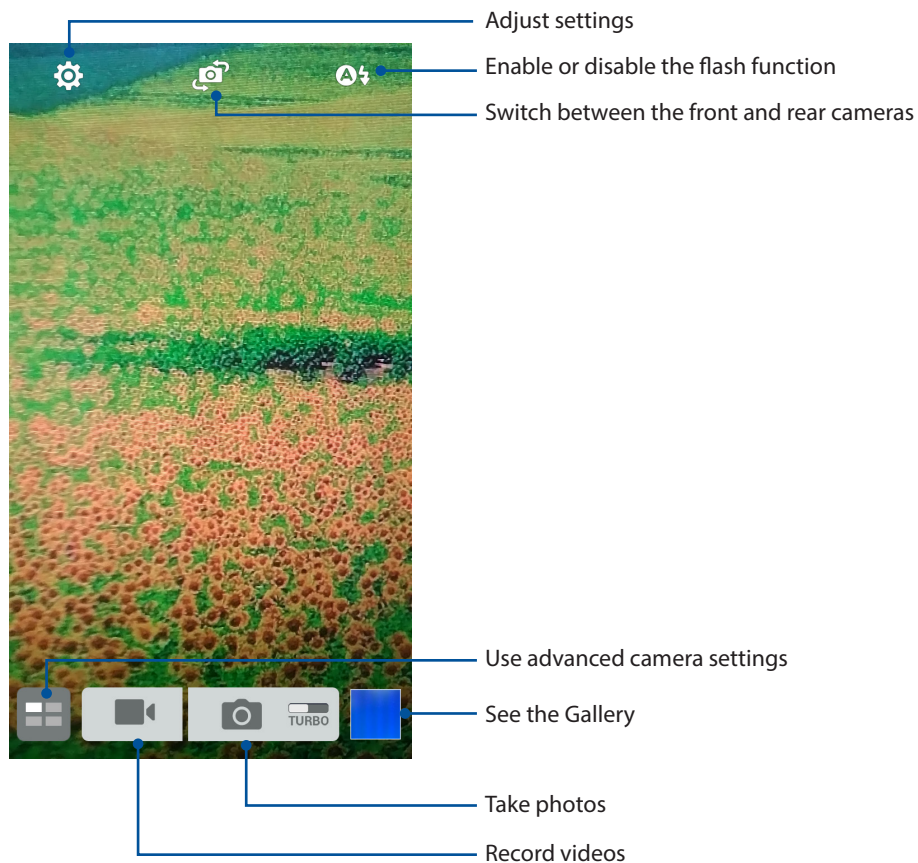 Adjust settings
Enable or disable the flash function
Switch between the front and rear cameras
A
Use advanced camera settings
See the Gallery
TURBO
Take photos
Record videos